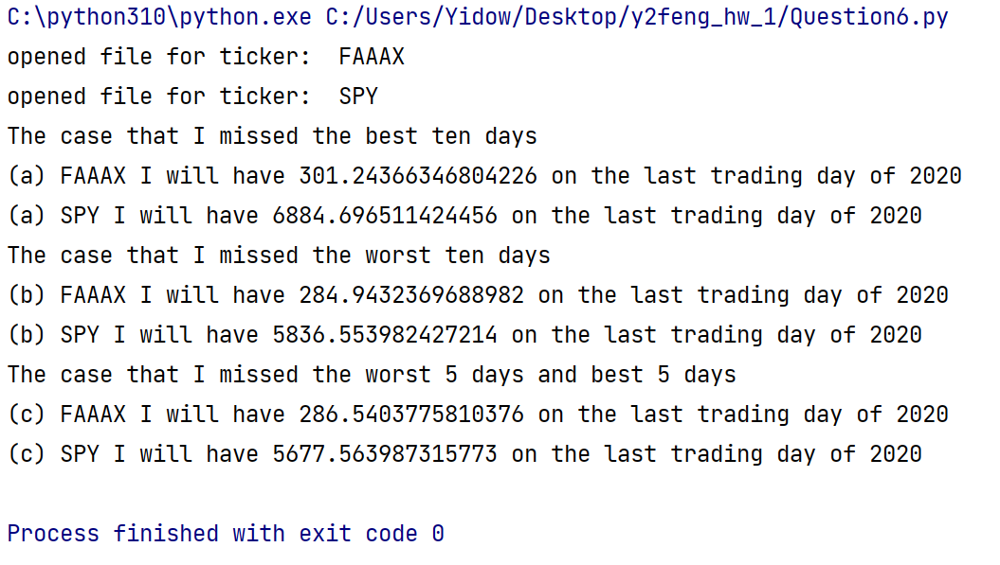 C:\python310\python.exe C:/Users/Yidow/Desktop/y2feng_hw_1/Question6.py
opened file for ticker:  FAAAX
opened file for ticker:  SPY
The case that I missed the best ten days
(a) FAAAX I will have 301.24366346804226 on the last trading day of 2020
(a) SPY I will have 6884.696511424456 on the last trading day of 2020
The case that I missed the worst ten days
(b) FAAAX I will have 284.9432369688982 on the last trading day of 2020
(b) SPY I will have 5836.553982427214 on the last trading day of 2020
The case that I missed the worst 5 days and best 5 days
(c) FAAAX I will have 286.5403775810376 on the last trading day of 2020
(c) SPY I will have 5677.563987315773 on the last trading day of 2020
Process finished with exit code 0